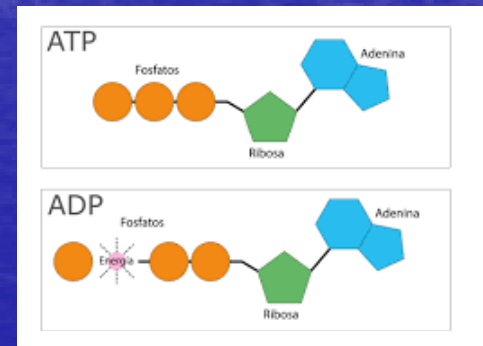 ATP
Fosfatos
Adenina
Ribosa
ADP
Fosfatos
Adenina
Energía
Ribosa